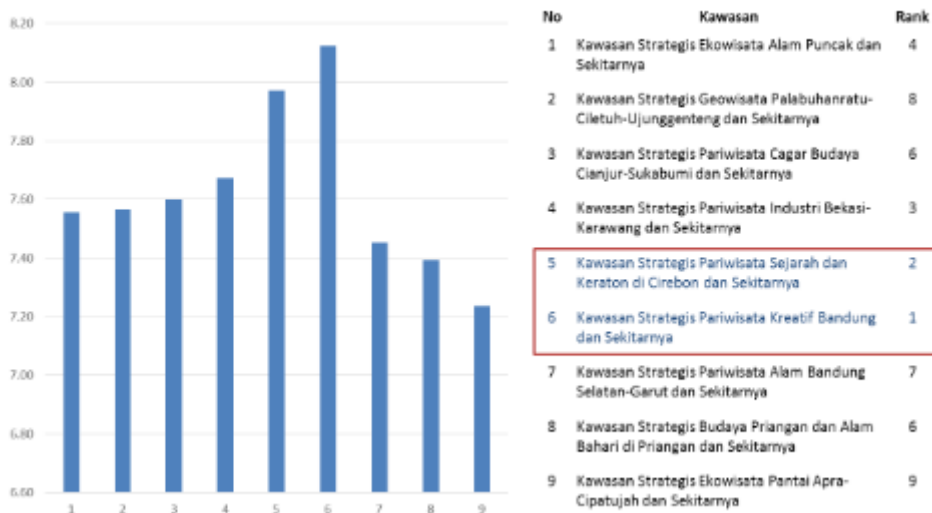 8.20
8.00
7.80
7.60
7.40
7.20
7.00
6.80
6.60
1 2 3 4 5 6 7 8 9
No Kawasan Rank
1 Kawasan Strategis Ekowisata Alam Puncak dan 4
Sekitarnya
2 Kawasan Strategis Geowisata Palabuhanratu- 8
Ciletuh-Ujunggenteng dan Sekitarnya
3 Kawasan Strategis Pariwisata Cagar Budaya 6
Cianjur-Sukabumi dan Sekitarnya
4 Kawasan Strategis Pariwisata Industri Bekasi- 3
Karawang dan Sekitarnya
5 Kawasan Strategis Pariwisata Sejarah dan 2
Keraton di Cirebon dan Sekitarnya
6 Kawasan Strategis Pariwisata Kreatif Bandung 1
dan Sekitarnya
7 Kawasan Strategis Pariwisata Alam Bandung 7
Selatan-Garut dan Sekitarnya
8 Kawasan Strategis Budaya Priangan dan Alam 6
Bahari di Priangan dan Sekitarnya
9 Kawasan Strategis Ekowisata Pantai Apra- 9
Cipatujah dan Sekitarnya